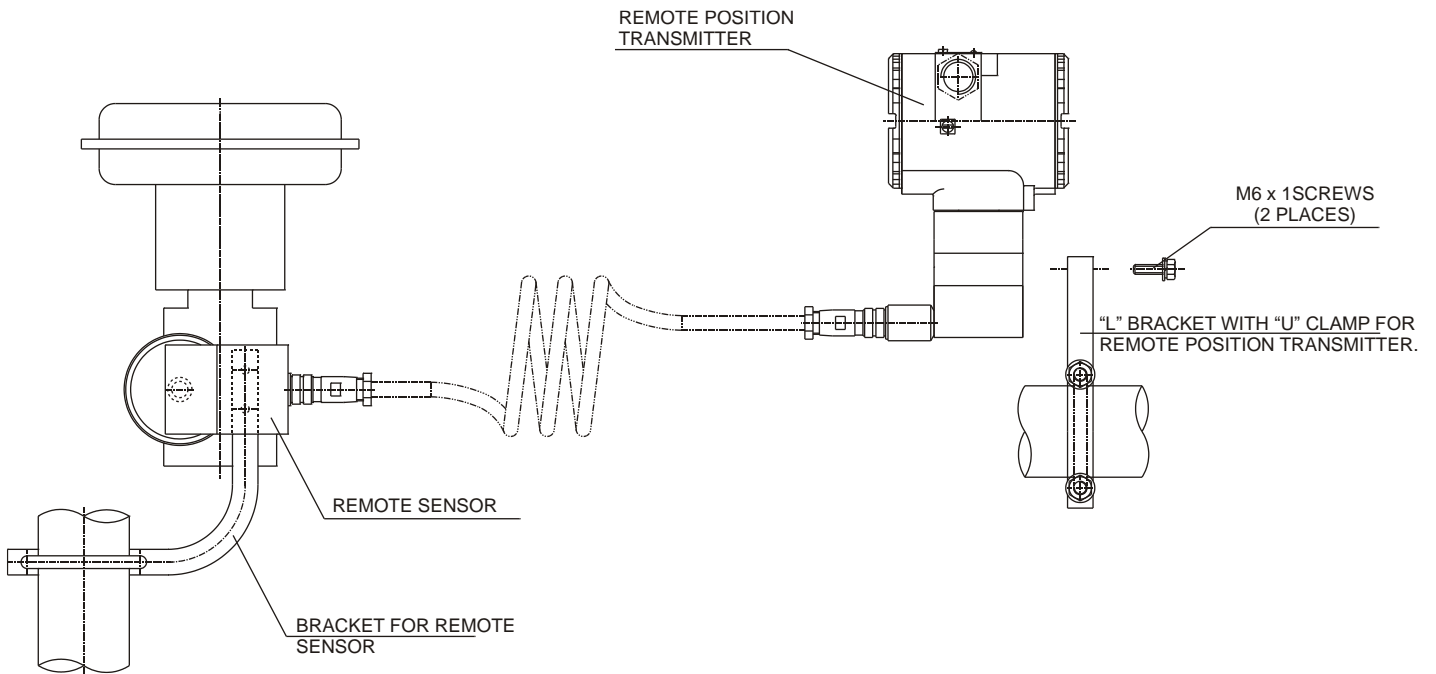 REMOTE POSITION
TRANSMITTER
M6 x 1SCREWS
(2 PLACES)
“L” BRACKET WITH “U” CLAMP FOR
REMOTE POSITION TRANSMITTER.
REMOTE SENSOR
BRACKET FOR REMOTE
SENSOR